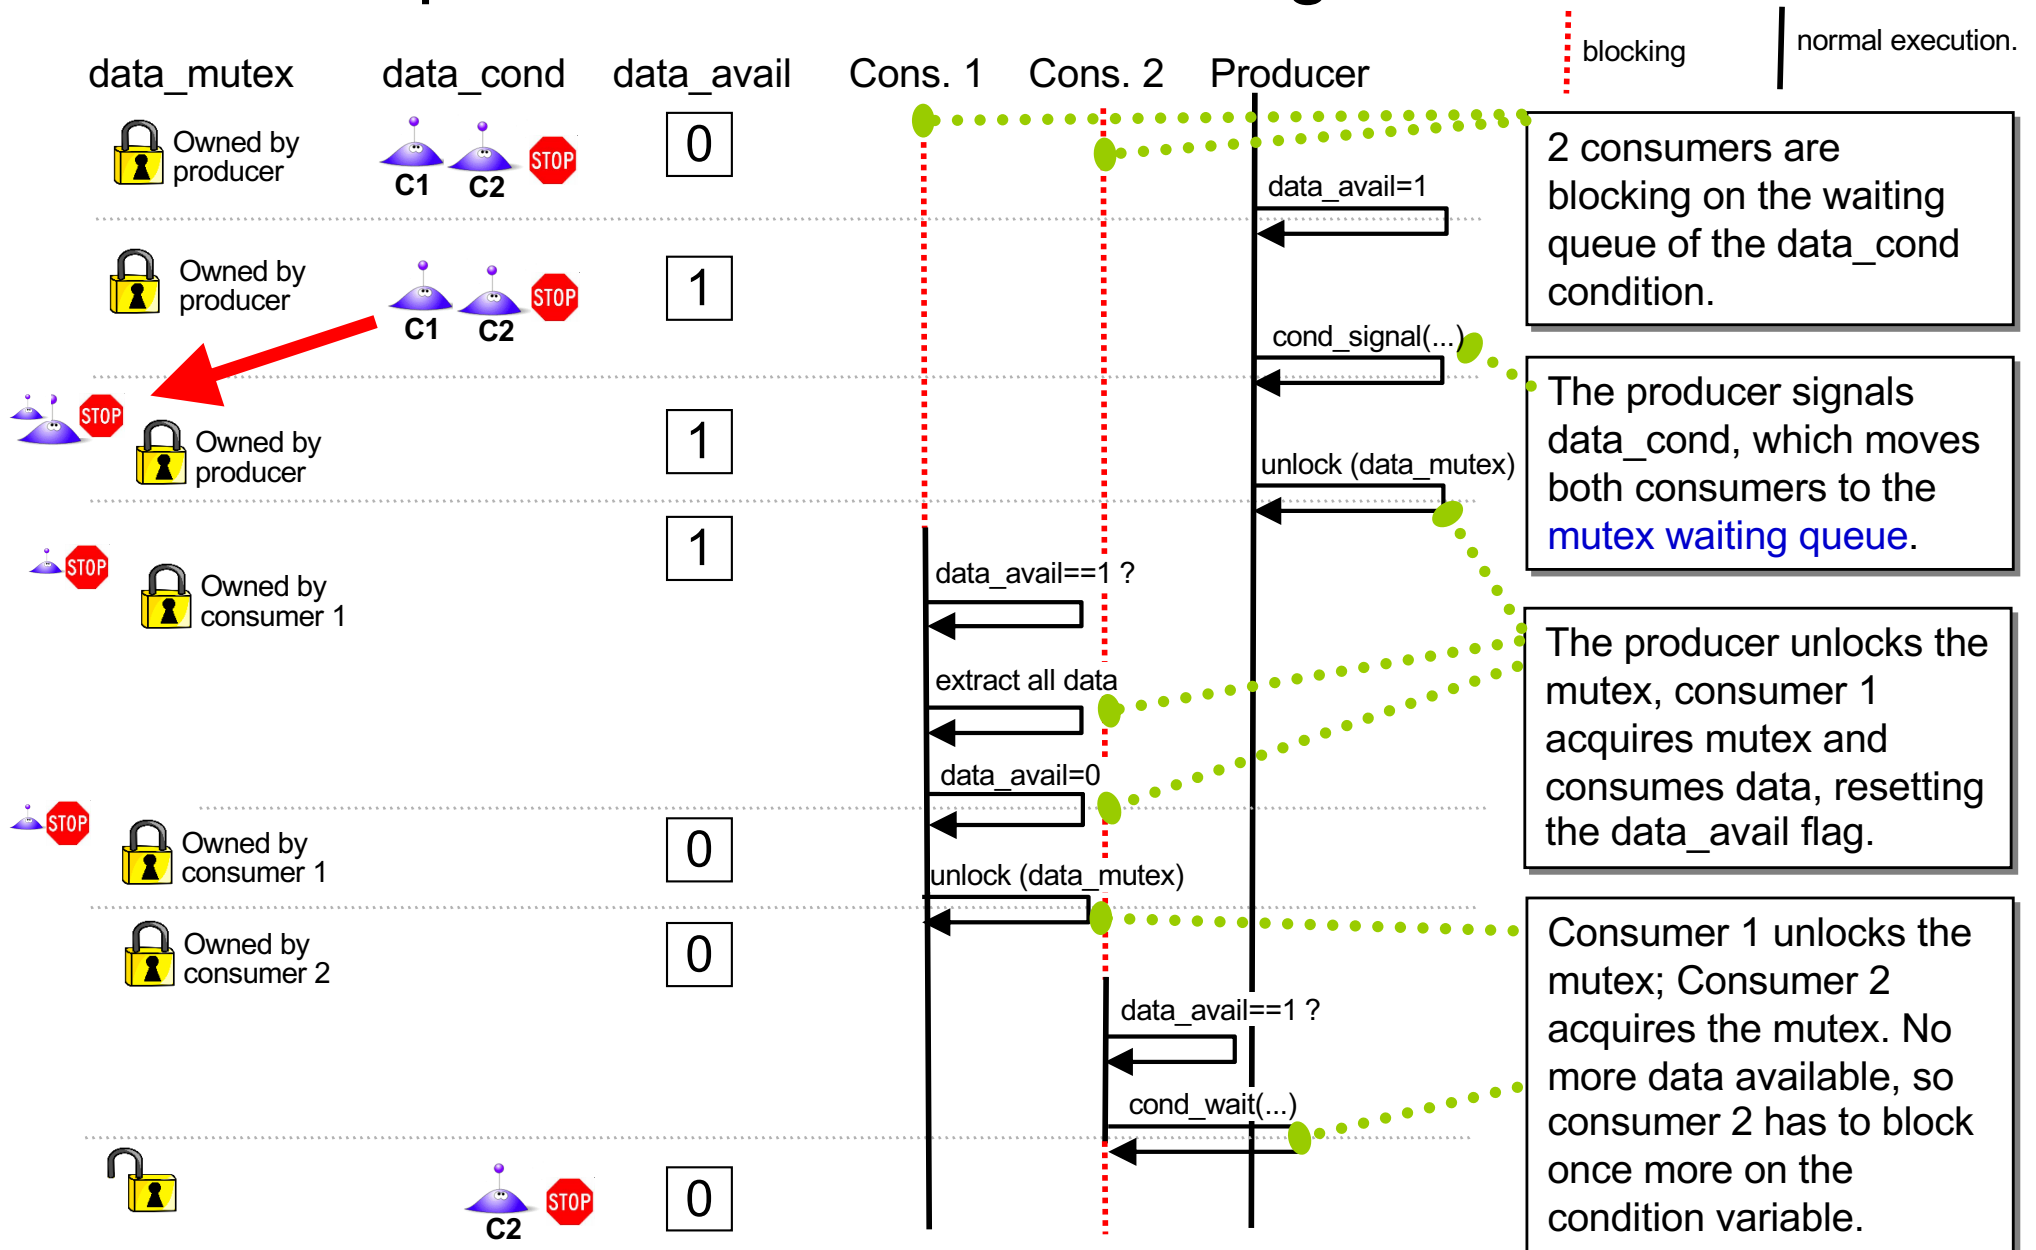 blocking
normal execution.
data_mutex data_cond data_avail Cons. 1 Cons. 2 Producer
Owned by
producer
C1 C2
STOP
0
data_avail=1
2 consumers are
blocking on the waiting
queue of the data_cond
condition.
Owned by
producer
C1 C2
STOP
1
cond_signal(...)
The producer signals
data_cond, which moves
both consumers to the
mutex waiting queue.
STOP
Owned by
producer
1
unlock (data_mutex)
STOP
Owned by
consumer 1
1
data_avail==1 ?
extract all data
data_avail=0
The producer unlocks the
mutex, consumer 1
acquires mutex and
consumes data, resetting
the data_avail flag.
STOP
Owned by
consumer 1
0
unlock (data_mutex)
Owned by
consumer 2
0
data_avail==1 ?
cond_wait(...)
Consumer 1 unlocks the
mutex; Consumer 2
acquires the mutex. No
more data available, so
consumer 2 has to block
once more on the
condition variable.
C2
STOP
0